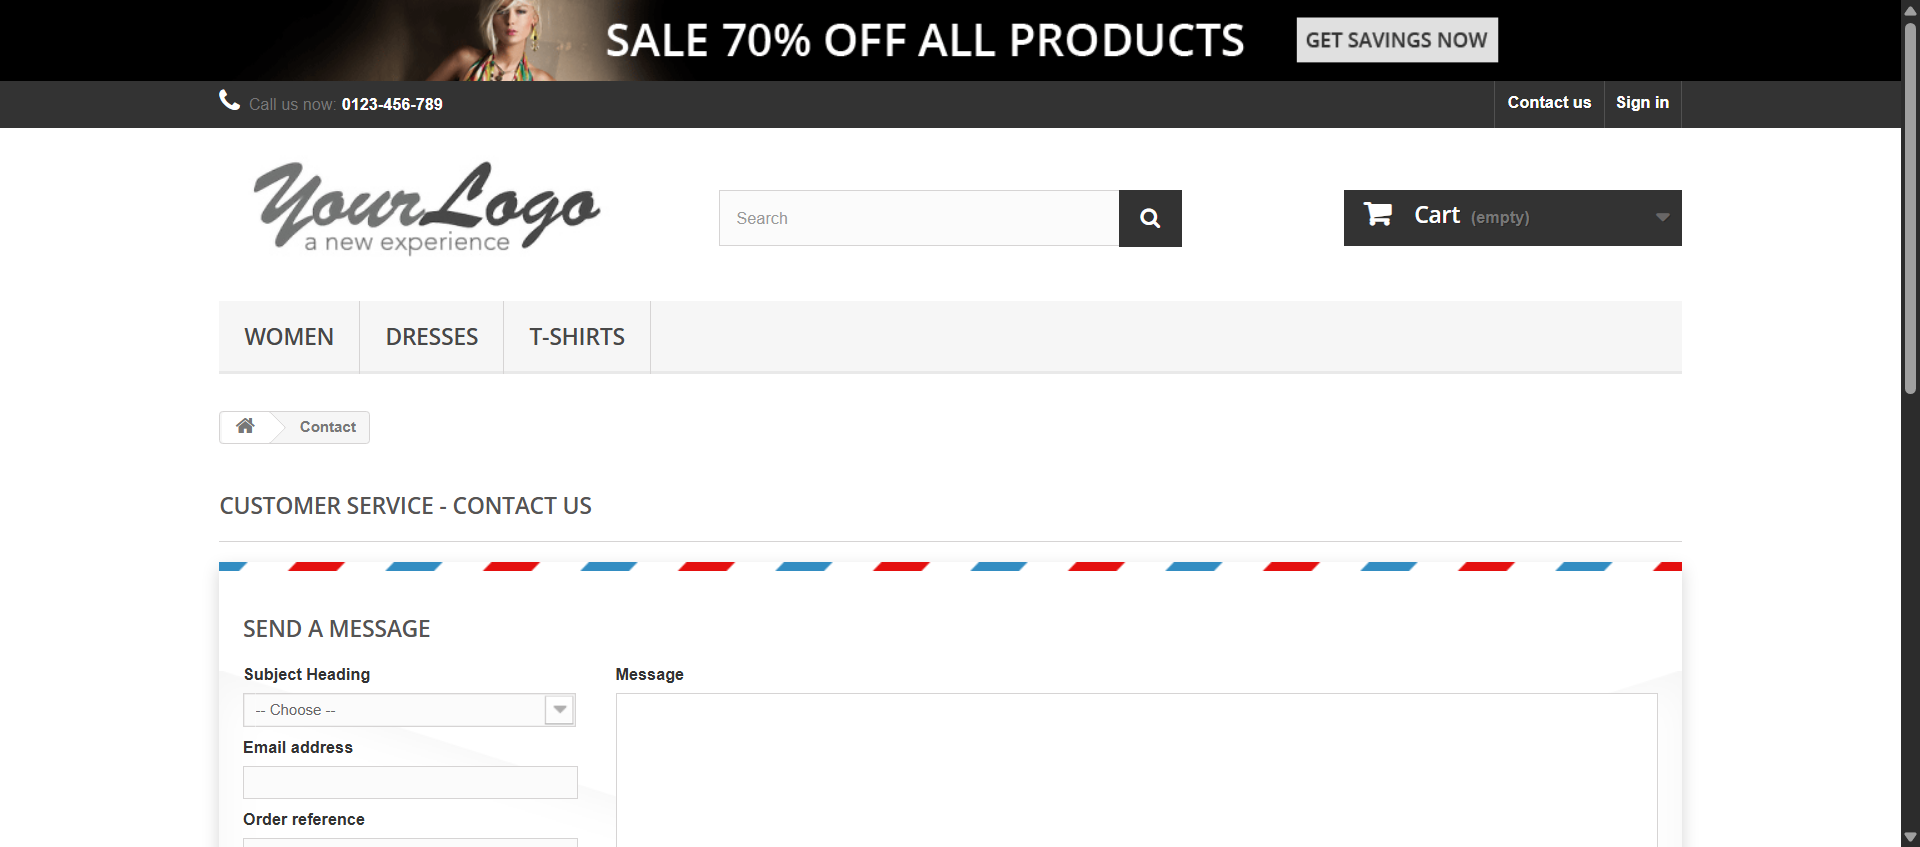 SALE 70% OFF ALL PRODUCTS GET SAVINGS NOW
Call us now: 0123-456-789
Contact us
Sign in
YourLogo
a new experience
Search
Cart (empty)
WOMEN
DRESSES
T-SHIRTS
Contact
CUSTOMER SERVICE - CONTACT US
SEND A MESSAGE
Subject Heading
-- Choose --
Email address
Order reference
Message